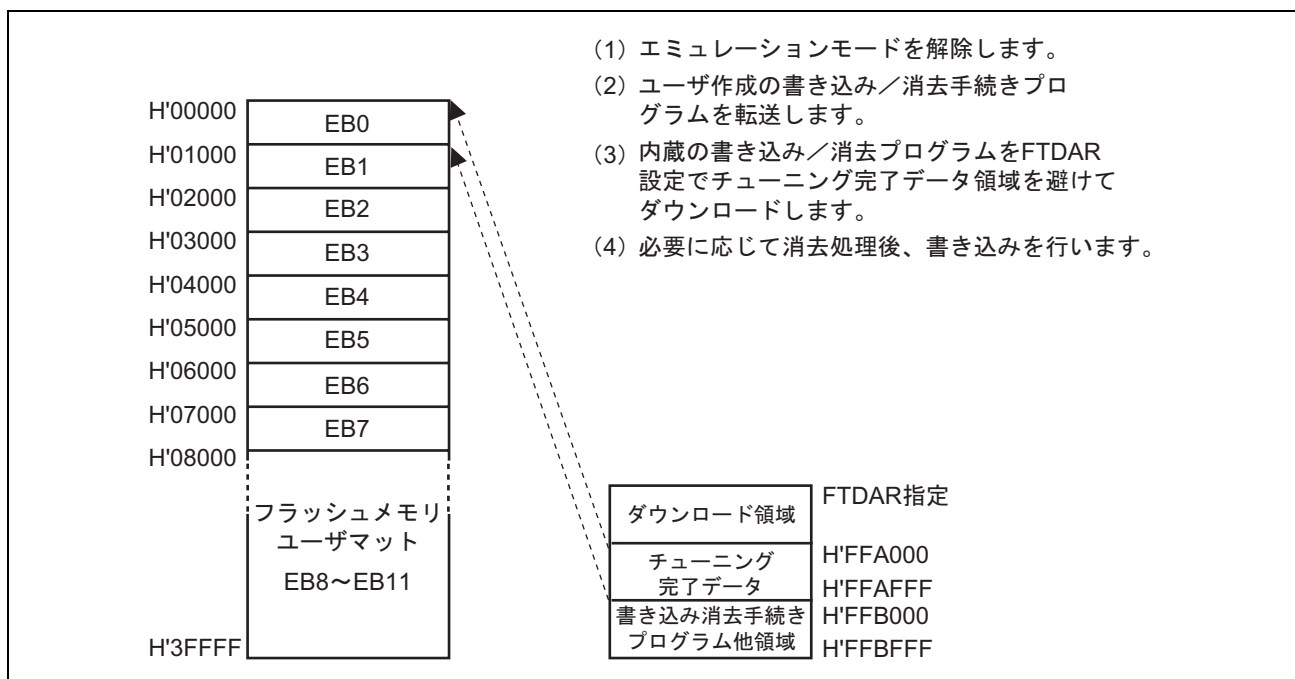 (1) エミュレーションモードを解除します。
(2) ユーザ作成の書き込み/消去手続きプロ
グラムを転送します。
(3) 内蔵の書き込み/消去プログラムをFTDAR
設定でチューニング完了データ領域を避けて
ダウンロードします。
(4) 必要に応じて消去処理後、書き込みを行います。
H'00000
EB0
H'01000
EB1
H'02000
EB2
H'03000
EB3
H'04000
EB4
H'05000
EB5
H'06000
EB6
H'07000
EB7
H'08000
フラッシュメモリ
ユーザマット
EB8~EB11
H'3FFFF
FTDAR指定
ダウンロード領域
H'FFA000
チューニング
完了データ
H'FFAFFF
書き込み消去手続き
プログラム他領域
H'FFB000
H'FFBFFF